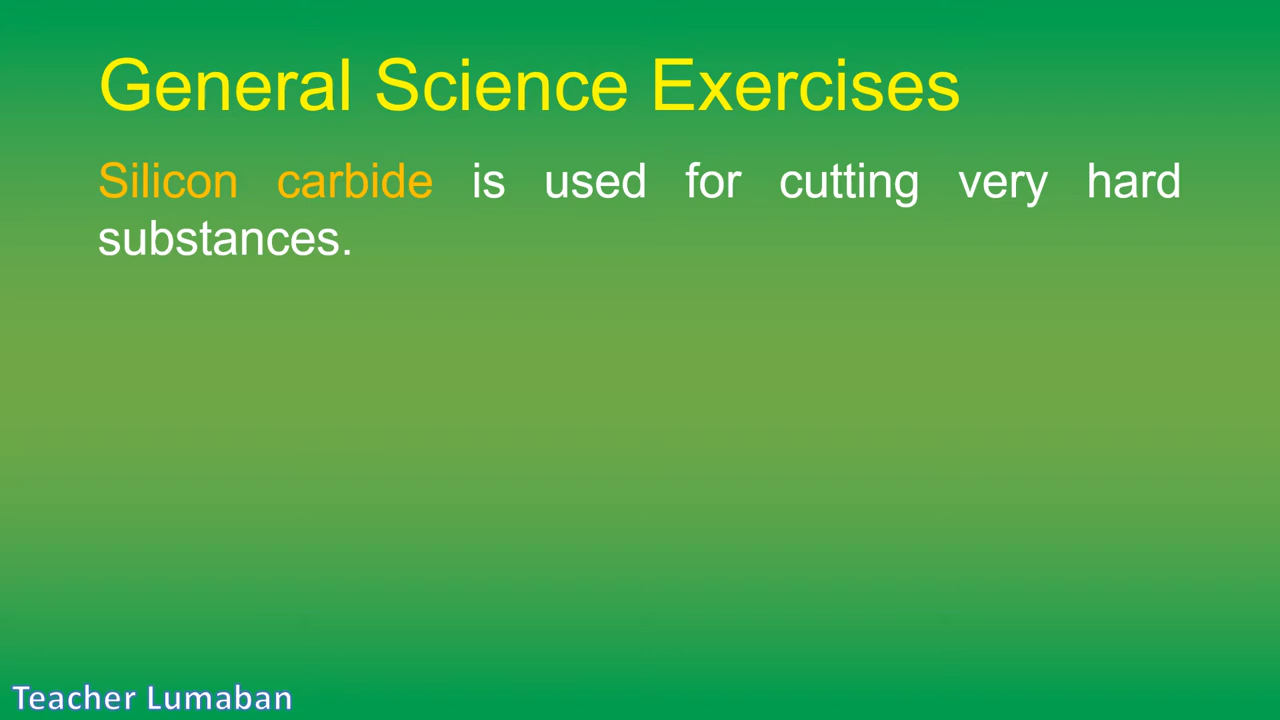 General Science Exercises
Silicon carbide is used for cutting very hard
substances.
Teacher Lumaban